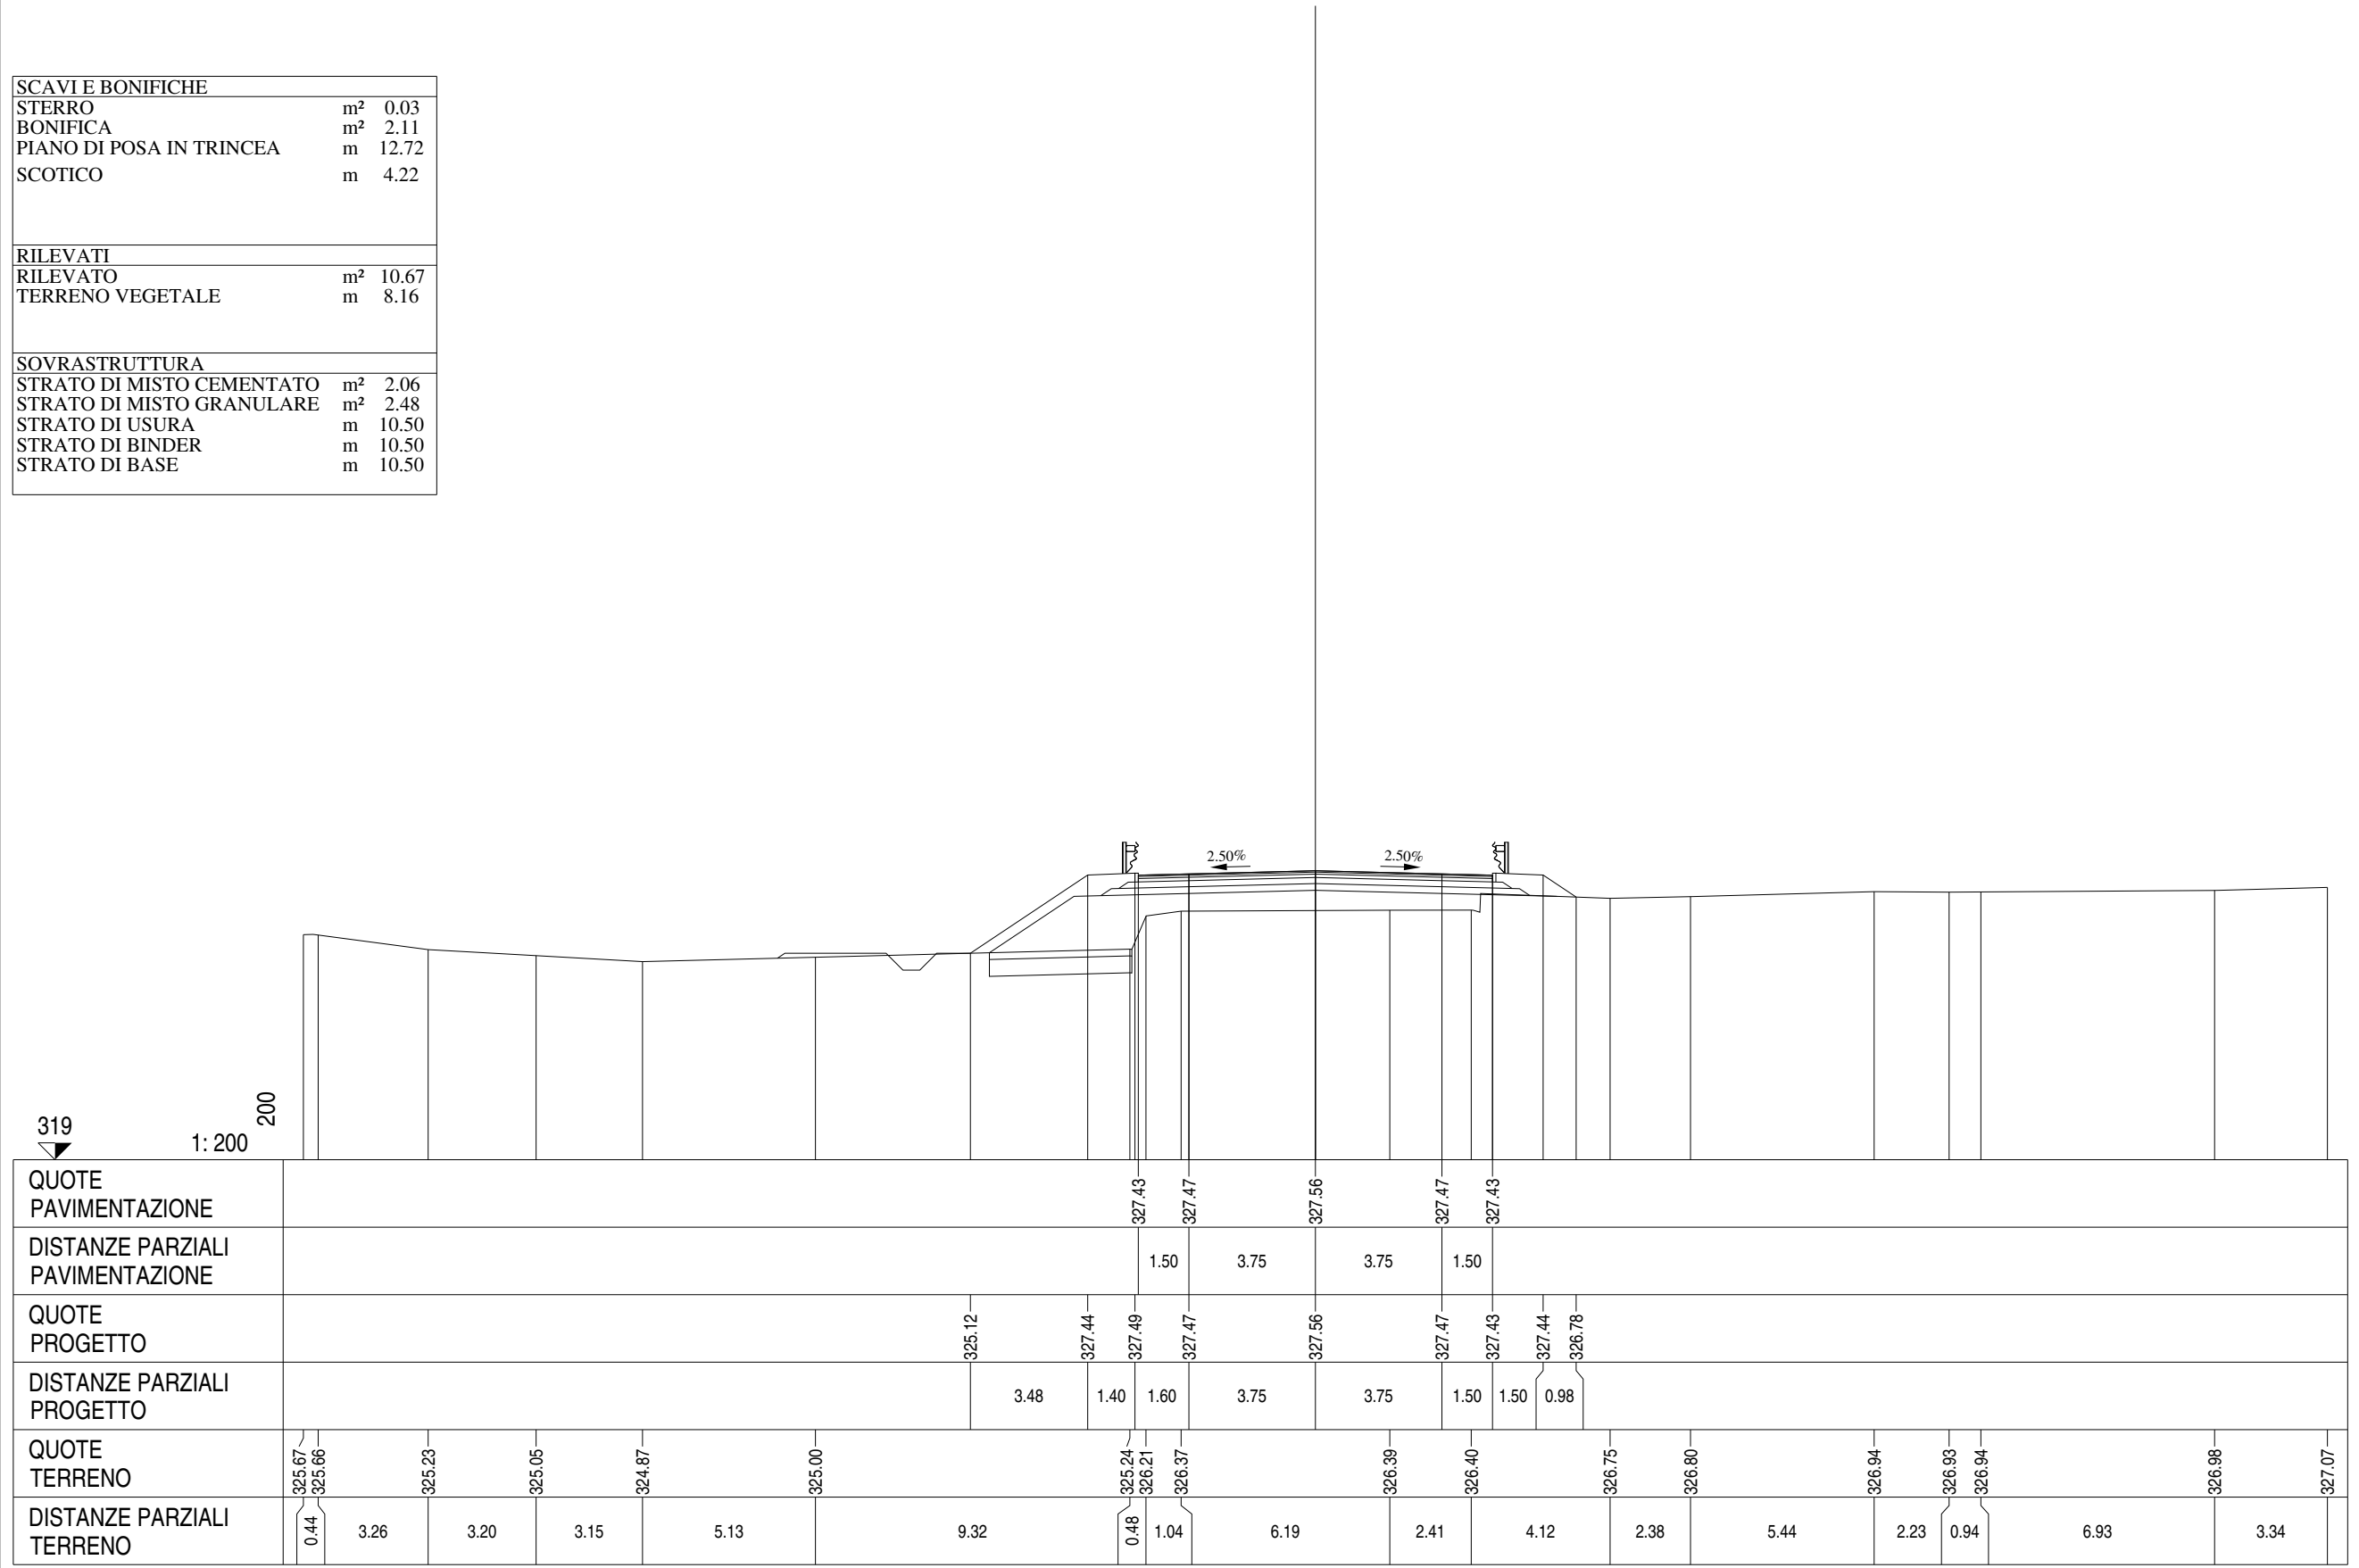 SCAVI E BONIFICHE
STERRO m² 0.03
BONIFICA m² 2.11
PIANO DI POSA IN TRINCEA m 12.72
SCOTICO m 4.22
RILEVATI
RILEVATO m² 10.67
TERRENO VEGETALE m 8.16
SOVRASTRUTTURA
STRATO DI MISTO CEMENTATO m² 2.06
STRATO DI MISTO GRANULARE m² 2.48
STRATO DI USURA m 10.50
STRATO DI BINDER m 10.50
STRATO DI BASE m 10.50
2.50% 2.50%
319
1: 200
200
QUOTE
PAVIMENTAZIONE
327.43 327.47 327.56 327.47 327.43
DISTANZE PARZIALI
PAVIMENTAZIONE
1.50 3.75 3.75 1.50
QUOTE
PROGETTO
325.12 327.44 327.49 327.47 327.56 327.47 327.43 327.44 326.78
DISTANZE PARZIALI
PROGETTO
3.48 1.40 1.60 3.75 3.75 1.50 1.50 0.98
QUOTE
TERRENO
325.67 325.66 325.23 325.05 324.87 325.00 325.24 326.21 326.37 326.39 326.40 326.75 326.80 326.94 326.93 326.94 326.98 327.07
DISTANZE PARZIALI
TERRENO
0.44 3.26 3.20 3.15 5.13 9.32 0.48 1.04 6.19 2.41 4.12 2.38 5.44 2.23 0.94 6.93 3.34